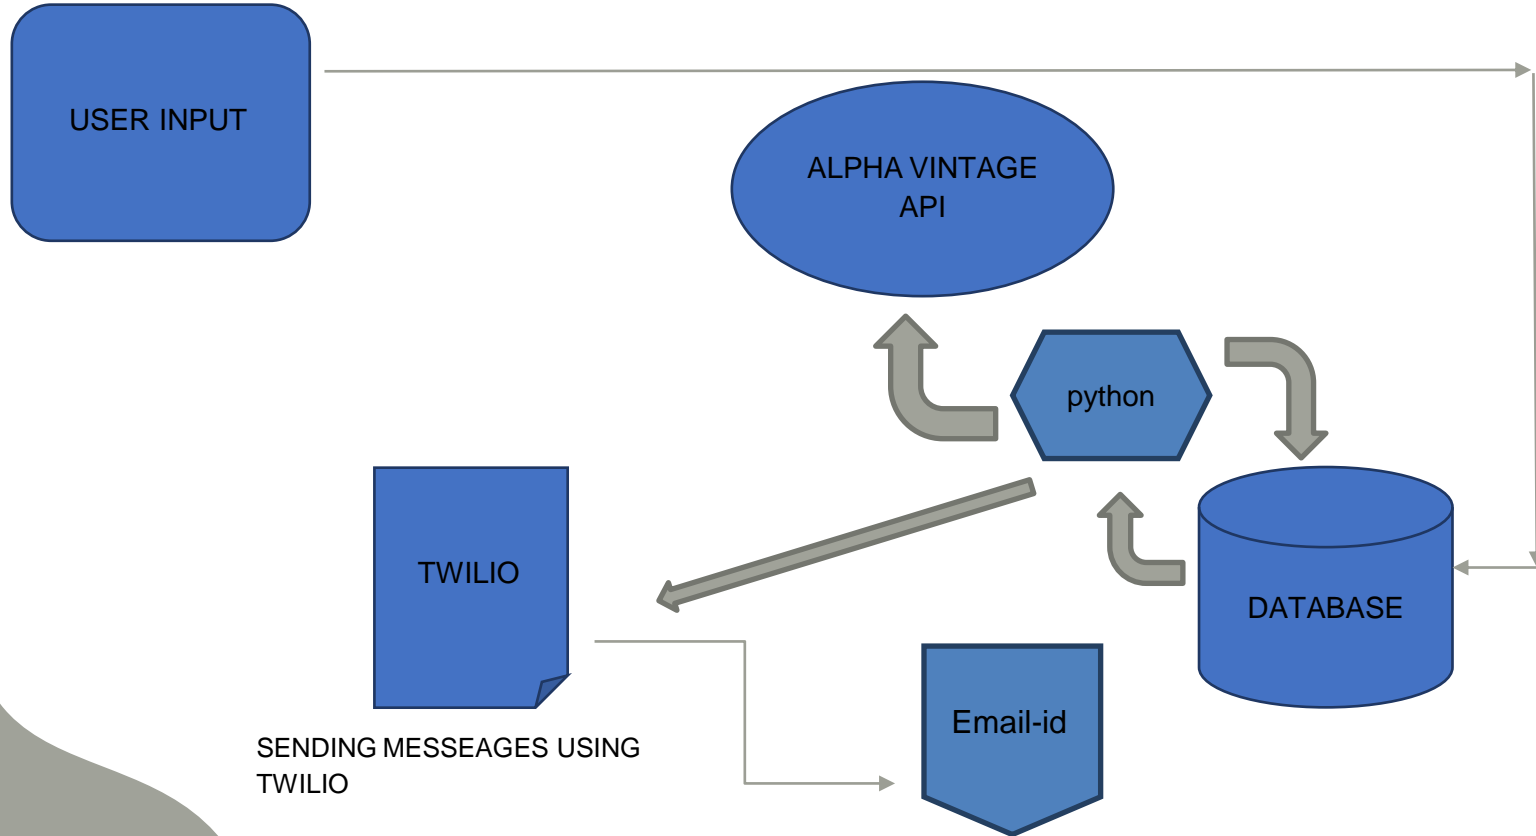 USER INPUT
ALPHA VINTAGE
API
python
TWILIO
DATABASE
Email-id
SENDING MESSEAGES USING
TWILIO